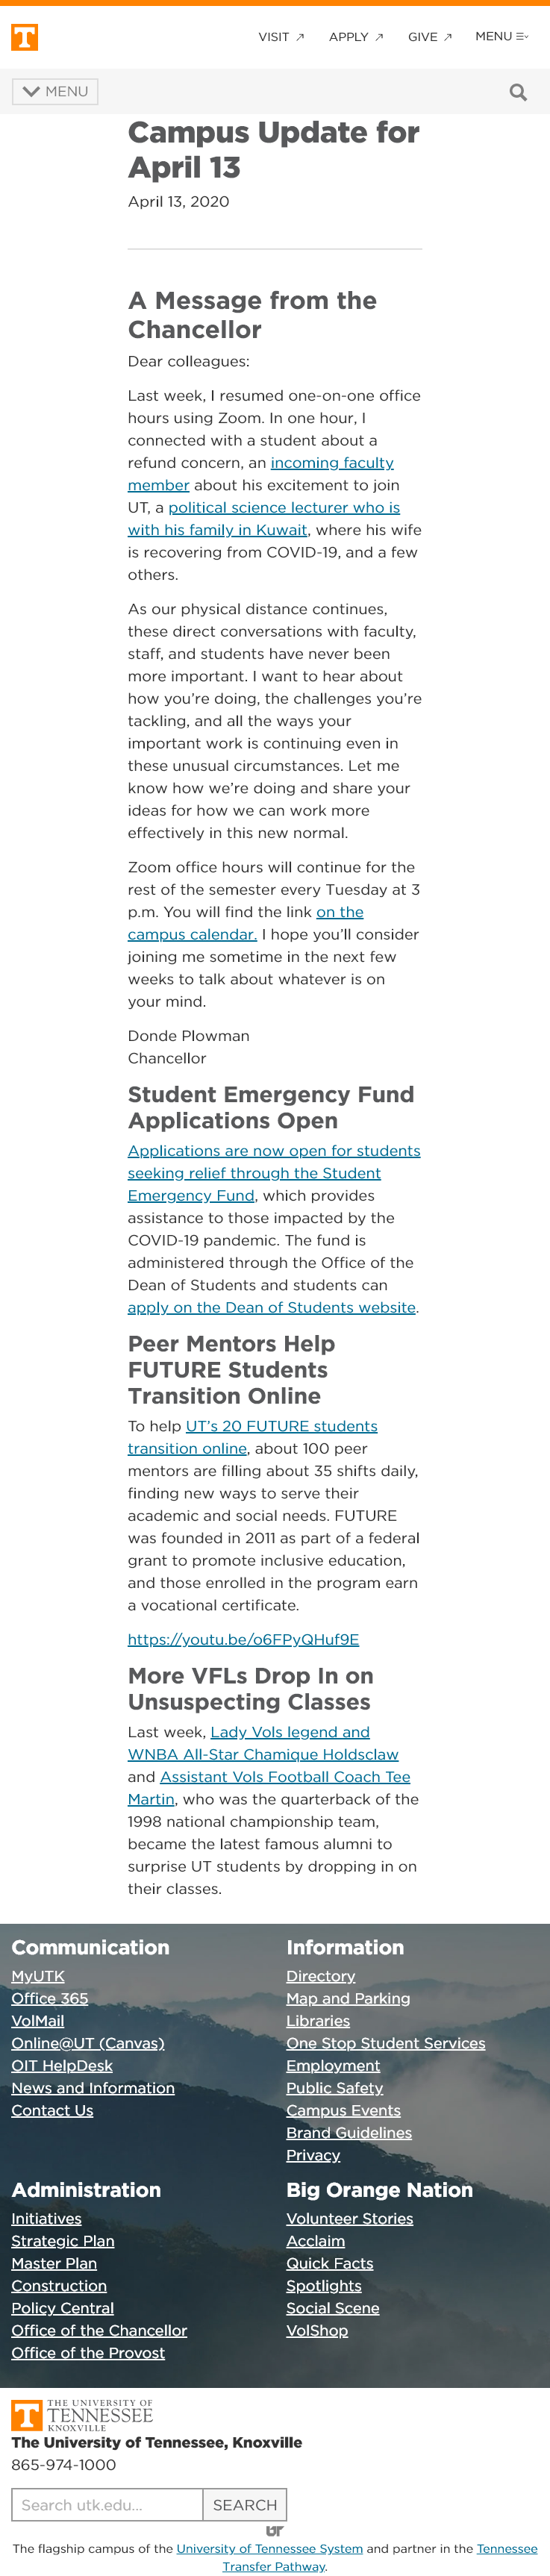 VISIT ↗ APPLY ↗ GIVE ↗ MENU
MENU
Campus Update for
April 13
April 13, 2020
A Message from the
Chancellor
Dear colleagues:
Last week, I resumed one-on-one office
hours using Zoom. In one hour, I
connected with a student about a
refund concern, an incoming faculty
member about his excitement to join
UT, a political science lecturer who is
with his family in Kuwait, where his wife
is recovering from COVID-19, and a few
others.
As our physical distance continues,
these direct conversations with faculty,
staff, and students have never been
more important. I want to hear about
how you’re doing, the challenges you’re
tackling, and all the ways your
important work is continuing even in
these unusual circumstances. Let me
know how we’re doing and share your
ideas for how we can work more
effectively in this new normal.
Zoom office hours will continue for the
rest of the semester every Tuesday at 3
p.m. You will find the link on the
campus calendar. I hope you’ll consider
joining me sometime in the next few
weeks to talk about whatever is on
your mind.
Donde Plowman
Chancellor
Student Emergency Fund
Applications Open
Applications are now open for students
seeking relief through the Student
Emergency Fund, which provides
assistance to those impacted by the
COVID-19 pandemic. The fund is
administered through the Office of the
Dean of Students and students can
apply on the Dean of Students website.
Peer Mentors Help
FUTURE Students
Transition Online
To help UT’s 20 FUTURE students
transition online, about 100 peer
mentors are filling about 35 shifts daily,
finding new ways to serve their
academic and social needs. FUTURE
was founded in 2011 as part of a federal
grant to promote inclusive education,
and those enrolled in the program earn
a vocational certificate.
https://youtu.be/o6FPyQHuf9E
More VFLs Drop In on
Unsuspecting Classes
Last week, Lady Vols legend and
WNBA All-Star Chamique Holdsclaw
and Assistant Vols Football Coach Tee
Martin, who was the quarterback of the
1998 national championship team,
became the latest famous alumni to
surprise UT students by dropping in on
their classes.
Communication
MyUTK
Office 365
VolMail
Online@UT (Canvas)
OIT HelpDesk
News and Information
Contact Us
Information
Directory
Map and Parking
Libraries
One Stop Student Services
Employment
Public Safety
Campus Events
Brand Guidelines
Privacy
Administration
Initiatives
Strategic Plan
Master Plan
Construction
Policy Central
Office of the Chancellor
Office of the Provost
Big Orange Nation
Volunteer Stories
Acclaim
Quick Facts
Spotlights
Social Scene
VolShop
T THE UNIVERSITY OF
TENNESSEE
KNOXVILLE
The University of Tennessee, Knoxville
865-974-1000
Search utk.edu... SEARCH
The flagship campus of the University of Tennessee System and partner in the Tennessee
Transfer Pathway.